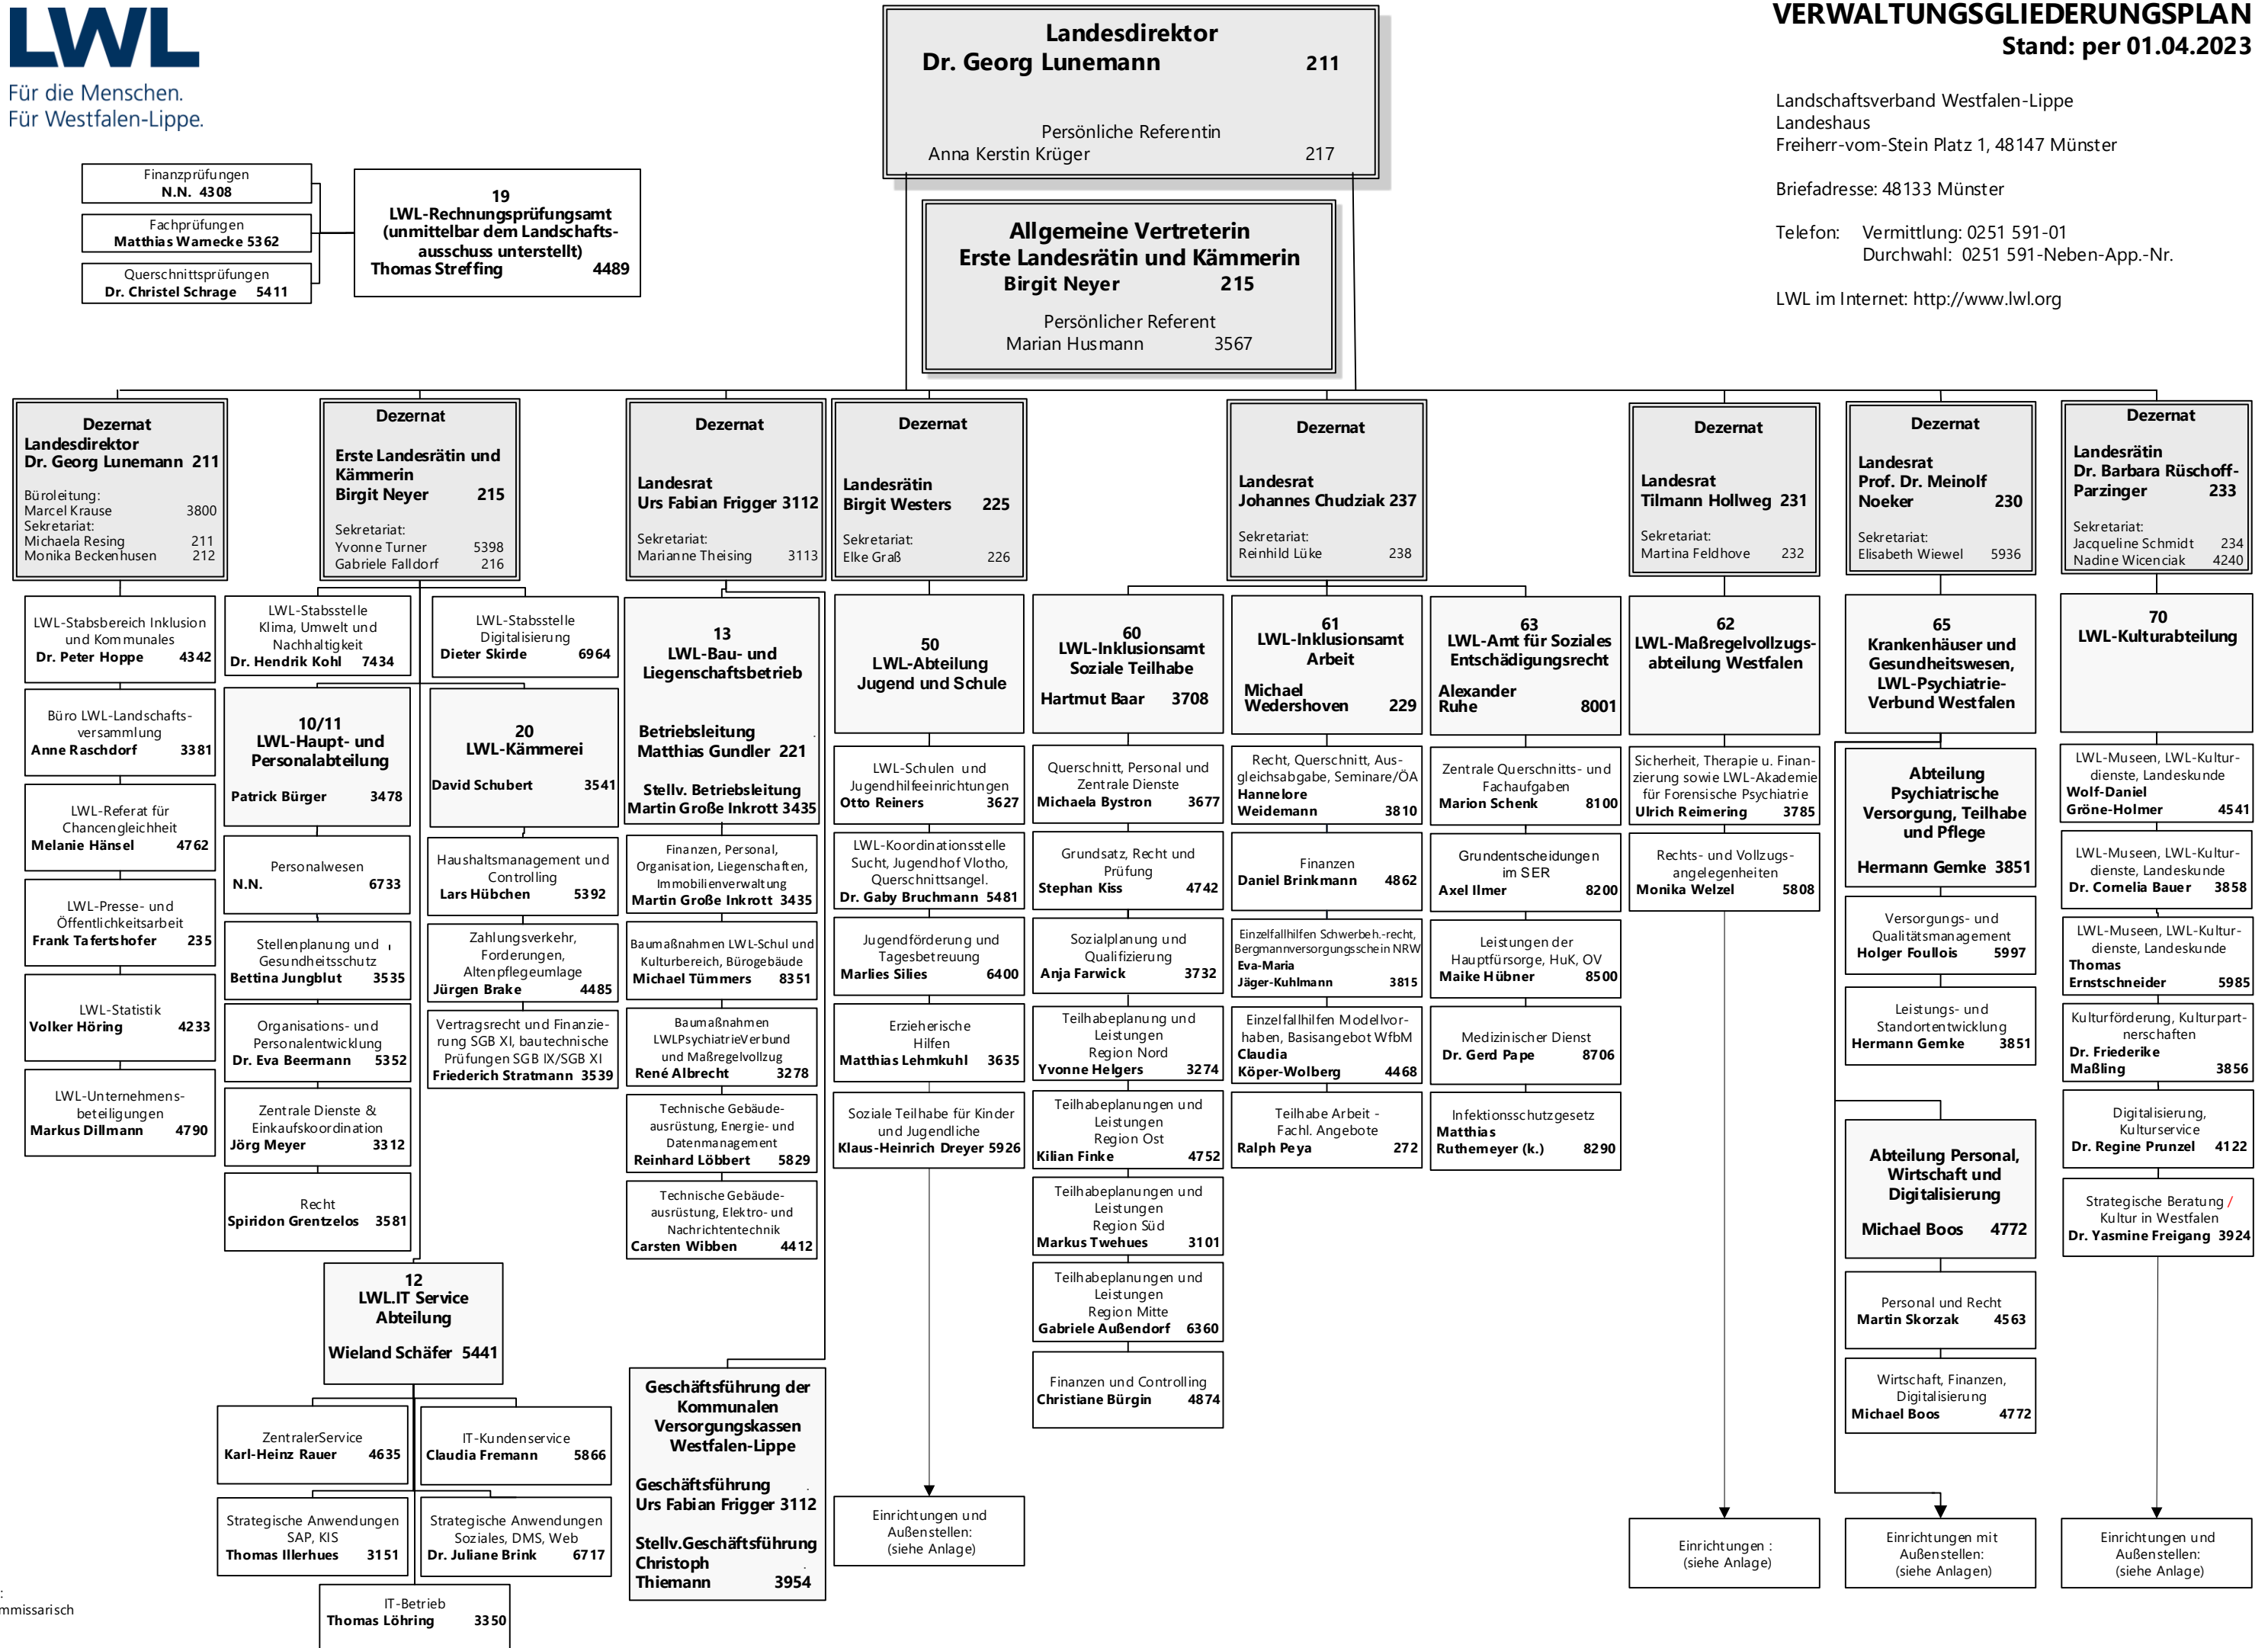 LWL
Für die Menschen.
Für Westfalen-Lippe.
VERWALTUNGSGLIEDERUNGSPLAN
Stand: per 01.04.2023
Landschaftsverband Westfalen-Lippe
Landeshaus
Freiherr-vom-Stein Platz 1, 48147 Münster
Briefadresse: 48133 Münster
Telefon: Vermittlung: 0251 591-01
Durchwahl: 0251 591-Neben-App.-Nr.
LWL im Internet: http://www.lwl.org
Landesdirektor
Dr. Georg Lunemann 211
Persönliche Referentin
Anna Kerstin Krüger 217
Allgemeine Vertreterin
Erste Landesrätin und Kämmerin
Birgit Neyer 215
Persönlicher Referent
Marian Husmann 3567
Finanzprüfungen
N.N. 4308
Fachprüfungen
Matthias Warnecke 5362
Querschnittsprüfungen
Dr. Christel Schrage 5411
19
LWL-Rechnungsprüfungsamt
(unmittelbar dem Landschafts-
ausschuss unterstellt)
Thomas Streffing 4489
Dezernat
Landesdirektor
Dr. Georg Lunemann 211
Büroleitung:
Marcel Krause 3800
Sekretariat:
Michaela Resing 211
Monika Beckenhusen 212
LWL-Stabsbereich Inklusion
und Kommunales
Dr. Peter Hoppe 4342
Büro LWL-Landschafts-
versammlung
Anne Raschdorf 3381
LWL-Referat für
Chancengleichheit
Melanie Hänsel 4762
LWL-Presse- und
Öffentlichkeitsarbeit
Frank Tafertshofer 235
LWL-Statistik
Volker Höring 4233
LWL-Unternehmens-
beteiligungen
Markus Dillmann 4790
Dezernat
Erste Landesrätin und
Kämmerin
Birgit Neyer 215
Sekretariat:
Yvonne Turner 5398
Gabriele Falldorf 216
LWL-Stabsstelle
Klima, Umwelt und
Nachhaltigkeit
Dr. Hendrik Kohl 7434
LWL-Stabsstelle
Digitalisierung
Dieter Skirde 6964
10/11
LWL-Haupt- und
Personalabteilung
Patrick Bürger 3478
Personalwesen
N.N. 6733
Stellenplanung und
Gesundheitsschutz
Bettina Jungblut 3535
Organisations- und
Personalentwicklung
Dr. Eva Beermann 5352
Zentrale Dienste &
Einkaufskoordination
Jörg Meyer 3312
Recht
Spiridon Grentzelos 3581
20
LWL-Kämmerei
David Schubert 3541
Haushaltsmanagement und
Controlling
Lars Hübchen 5392
Zahlungsverkehr,
Forderungen,
Altenpflegeumlage
Jürgen Brake 4485
Vertragsrecht und Finanzie-
rung SGB XI, bautechnische
Prüfungen SGB IX/SGB XI
Friederich Stratmann 3539
12
LWL.IT Service
Abteilung
Wieland Schäfer 5441
ZentralerService
Karl-Heinz Rauer 4635
IT-Kundenservice
Claudia Fremann 5866
Strategische Anwendungen
SAP, KIS
Thomas Illerhues 3151
Strategische Anwendungen
Soziales, DMS, Web
Dr. Juliane Brink 6717
IT-Betrieb
Thomas Löhring 3350
Dezernat
Landesrat
Urs Fabian Frigger 3112
Sekretariat:
Marianne Theising 3113
13
LWL-Bau- und
Liegenschaftsbetrieb
Betriebsleitung
Matthias Gundler 221
Stellv. Betriebsleitung
Martin Große Inkrott 3435
Finanzen, Personal,
Organisation, Liegenschaften,
Immobilienverwaltung
Martin Große Inkrott 3435
Baumaßnahmen LWL-Schul und
Kulturbereich, Bürogebäude
Michael Tümmers 8351
Baumaßnahmen
LWLPsychiatrieVerbund
und Maßregelvollzug
René Albrecht 3278
Technische Gebäude-
ausrüstung, Energie- und
Datenmanagement
Reinhard Löbbert 5829
Technische Gebäude-
ausrüstung, Elektro- und
Nachrichtentechnik
Carsten Wibben 4412
Geschäftsführung der
Kommunalen
Versorgungskassen
Westfalen-Lippe
Geschäftsführung
Urs Fabian Frigger 3112
Stellv.Geschäftsführung
Christoph
Thiemann 3954
Dezernat
Landesrätin
Birgit Westers 225
Sekretariat:
Elke Graß 226
50
LWL-Abteilung
Jugend und Schule
LWL-Schulen und
Jugendhilfeeinrichtungen
Otto Reiners 3627
LWL-Koordinationsstelle
Sucht, Jugendhof Vlotho,
Querschnittsangel.
Dr. Gaby Bruchmann 5481
Jugendförderung und
Tagesbetreuung
Marlies Silies 6400
Erzieherische
Hilfen
Matthias Lehmkuhl 3635
Soziale Teilhabe für Kinder
und Jugendliche
Klaus-Heinrich Dreyer 5926
Einrichtungen und
Außenstellen:
(siehe Anlage)
Dezernat
Landesrat
Johannes Chudziak 237
Sekretariat:
Reinhild Lüke 238
60
LWL-Inklusionsamt
Soziale Teilhabe
Hartmut Baar 3708
Querschnitt, Personal und
Zentrale Dienste
Michaela Bystron 3677
Grundsatz, Recht und
Prüfung
Stephan Kiss 4742
Sozialplanung und
Qualifizierung
Anja Farwick 3732
Teilhabeplanung und
Leistungen
Region Nord
Yvonne Helgers 3274
Teilhabeplanungen und
Leistungen
Region Ost
Kilian Finke 4752
Teilhabeplanungen und
Leistungen
Region Süd
Markus Twehues 3101
Teilhabeplanungen und
Leistungen
Region Mitte
Gabriele Außendorf 6360
Finanzen und Controlling
Christiane Bürgin 4874
61
LWL-Inklusionsamt
Arbeit
Michael
Wedershoven 229
Recht, Querschnitt, Aus-
gleichsabgabe, Seminare/ÖA
Hannelore
Weidemann 3810
Finanzen
Daniel Brinkmann 4862
Einzelfallhilfen Schwerbeh.-recht,
Bergmannversorgungsschein NRW
Eva-Maria
Jäger-Kuhlmann 3815
Einzelfallhilfen Modellvor-
haben, Basisangebot WfbM
Claudia
Köper-Wolberg 4468
Teilhabe Arbeit -
Fachl. Angebote
Ralph Peya 272
63
LWL-Amt für Soziales
Entschädigungsrecht
Alexander
Ruhe 8001
Zentrale Querschnitts- und
Fachaufgaben
Marion Schenk 8100
Grundentscheidungen
im SER
Axel Ilmer 8200
Leistungen der
Hauptfürsorge, HuK, OV
Maike Hübner 8500
Medizinischer Dienst
Dr. Gerd Pape 8706
Infektionsschutzgesetz
Matthias
Ruthemeyer (k.) 8290
Dezernat
Landesrat
Tilmann Hollweg 231
Sekretariat:
Martina Feldhove 232
62
LWL-Maßregelvollzugs-
abteilung Westfalen
Sicherheit, Therapie u. Finan-
zierung sowie LWL-Akademie
für Forensische Psychiatrie
Ulrich Reimering 3785
Rechts- und Vollzugs-
angelegenheiten
Monika Welzel 5808
Einrichtungen :
(siehe Anlage)
Dezernat
Landesrat
Prof. Dr. Meinolf
Noeker 230
Sekretariat:
Elisabeth Wiewel 5936
65
Krankenhäuser und
Gesundheitswesen,
LWL-Psychiatrie-
Verbund Westfalen
Abteilung
Psychiatrische
Versorgung, Teilhabe
und Pflege
Hermann Gemke 3851
Versorgungs- und
Qualitätsmanagement
Holger Foullois 5997
Leistungs- und
Standortentwicklung
Hermann Gemke 3851
Abteilung Personal,
Wirtschaft und
Digitalisierung
Michael Boos 4772
Personal und Recht
Martin Skorzak 4563
Wirtschaft, Finanzen,
Digitalisierung
Michael Boos 4772
Einrichtungen mit
Außenstellen:
(siehe Anlagen)
Dezernat
Landesrätin
Dr. Barbara Rüschoff-
Parzinger 233
Sekretariat:
Jacqueline Schmidt 234
Nadine Wicenciak 4240
70
LWL-Kulturabteilung
LWL-Museen, LWL-Kultur-
dienste, Landeskunde
Wolf-Daniel
Gröne-Holmer 4541
LWL-Museen, LWL-Kultur-
dienste, Landeskunde
Dr. Cornelia Bauer 3858
LWL-Museen, LWL-Kultur-
dienste, Landeskunde
Thomas
Ernstschneider 5985
Kulturförderung, Kulturpart-
nerschaften
Dr. Friederike
Maßling 3856
Digitalisierung,
Kulturservice
Dr. Regine Prunzel 4122
Strategische Beratung /
Kultur in Westfalen
Dr. Yasmine Freigang 3924
Einrichtungen und
Außenstellen:
(siehe Anlage)
:
mmissarisch